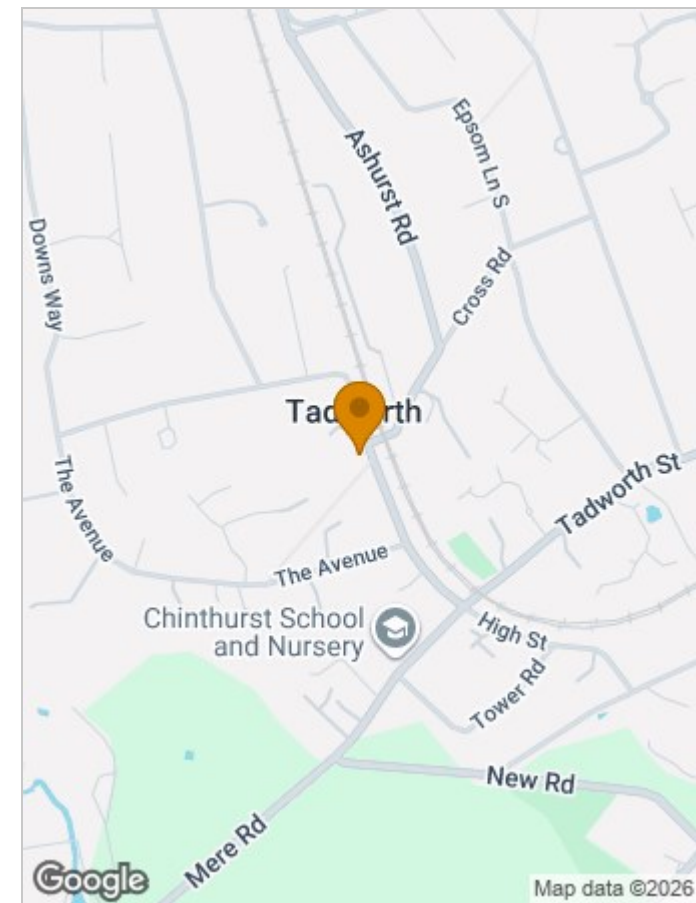 Ashurst Rd
Epsom Ln S
Downs Way
Cross Rd
Tadworth
The Avenue
Tadworth St
The Avenue
Chinthurst School
and Nursery
High St
Tower Rd
New Rd
Mere Rd
Google
Map data ©2026